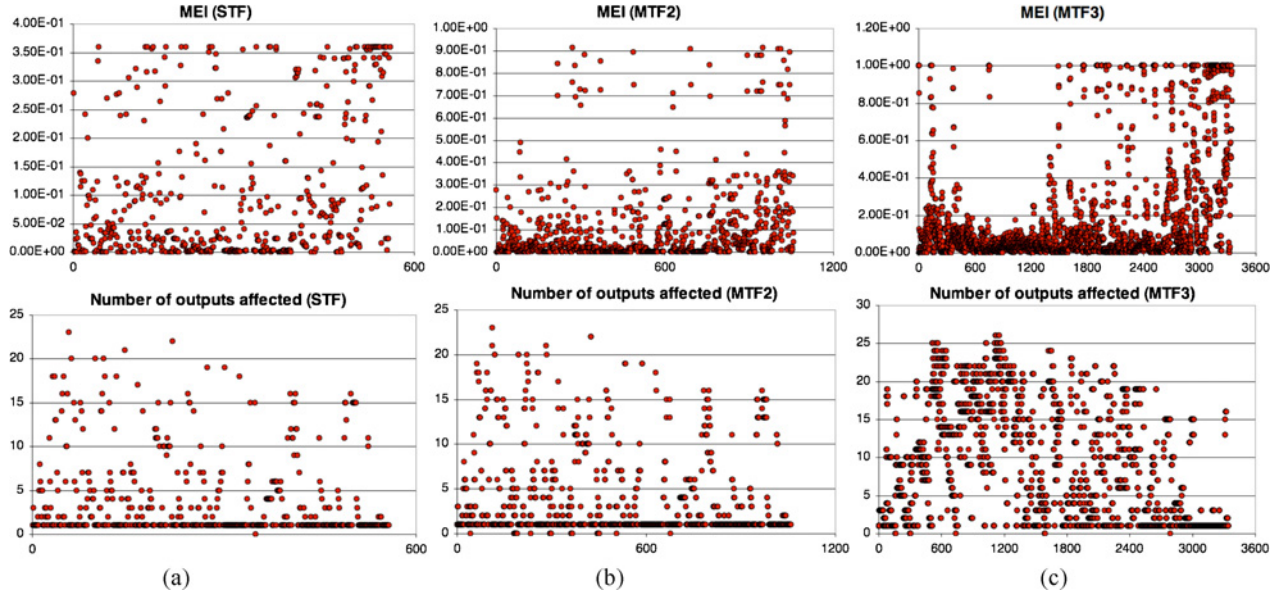 MEI (STF)
4.00E-01
3.50E-01
3.00E-01
2.50E-01
2.00E-01
1.50E-01
1.00E-01
5.00E-02
0.00E+00
0
600
MEI (MTF2)
1.00E+00
9.00E-01
8.00E-01
7.00E-01
6.00E-01
5.00E-01
4.00E-01
3.00E-01
2.00E-01
1.00E-01
0.00E+00
0
600
1200
MEI (MTF3)
1.20E+00
1.00E+00
8.00E-01
6.00E-01
4.00E-01
2.00E-01
0.00E+00
0 600 1200 1800 2400 3000 3600
Number of outputs affected (STF)
25
20
15
10
5
0
0
600
(a)
Number of outputs affected (MTF2)
25
20
15
10
5
0
0
600
1200
(b)
Number of outputs affected (MTF3)
30
25
20
15
10
5
0
0 600 1200 1800 2400 3000 3600
(c)